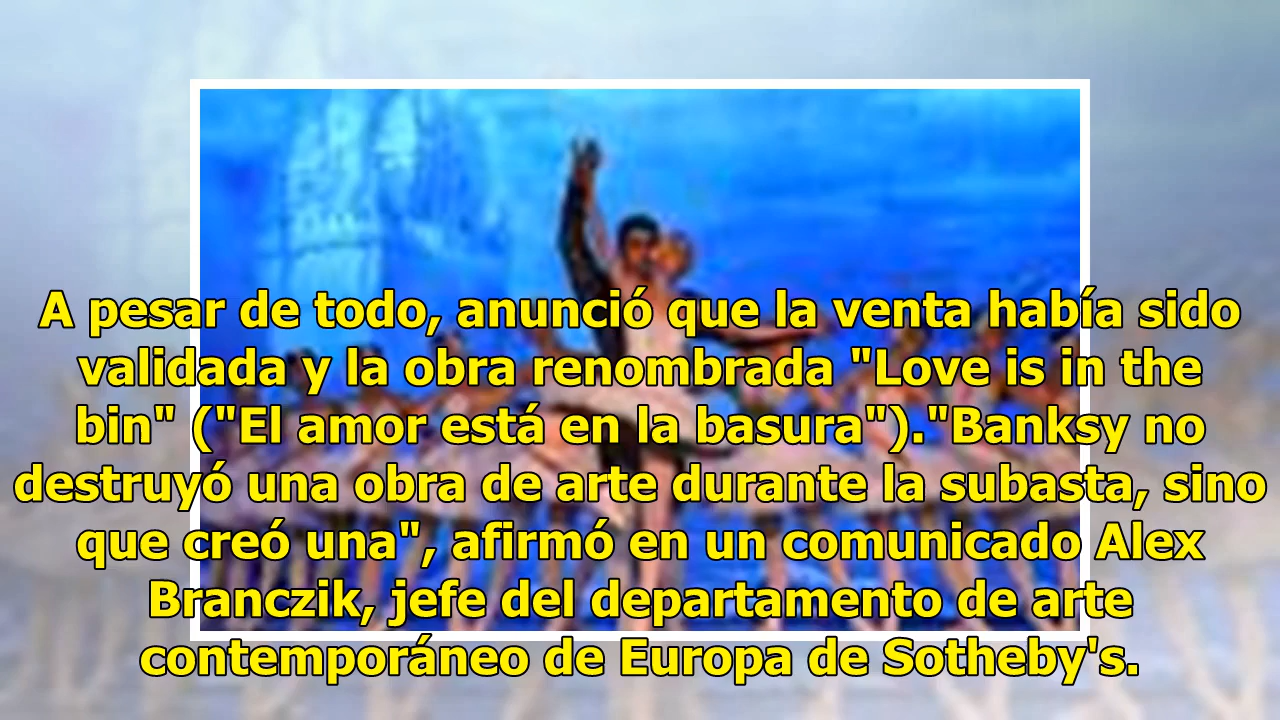 A pesar de todo, anunció que la venta había sido
validada y la obra renombrada "Love is in the
bin" ("El amor está en la basura")."Banksy no
destruyó una obra de arte durante la subasta, sino
que creó una", afirmó en un comunicado Alex
Branczik, jefe del departamento de arte
contemporáneo de Europa de Sotheby's.